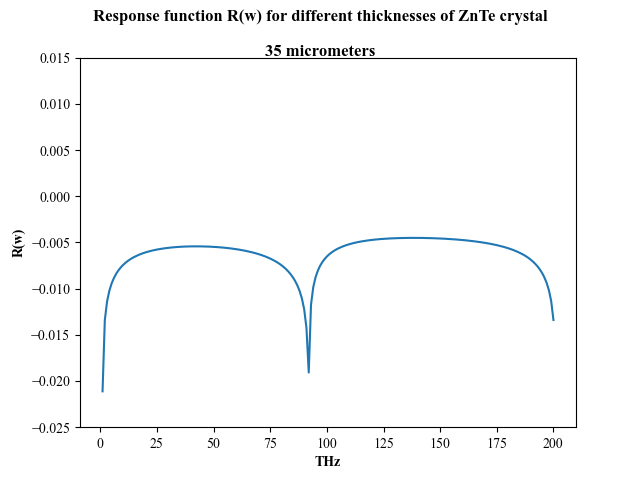 Response function R(w) for different thicknesses of ZnTe crystal
35 micrometers
0.015
0.010
0.005
0.000
−0.005
−0.010
−0.015
−0.020
−0.025
R(w)
0 25 50 75 100 125 150 175 200
THz